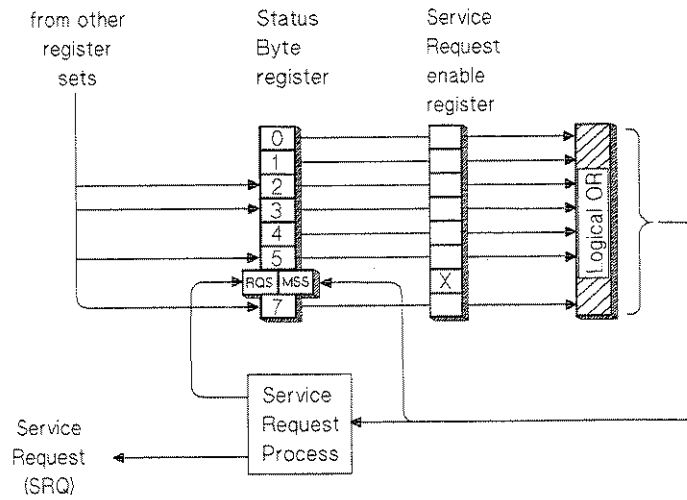 from other
register
sets
Status
Byte
register
Service
Request
enable
register
0
1
2
3
4
5
RQS MSS
7
X
Logical OR
Service
Request
Process
Service
Request
(SRQ)